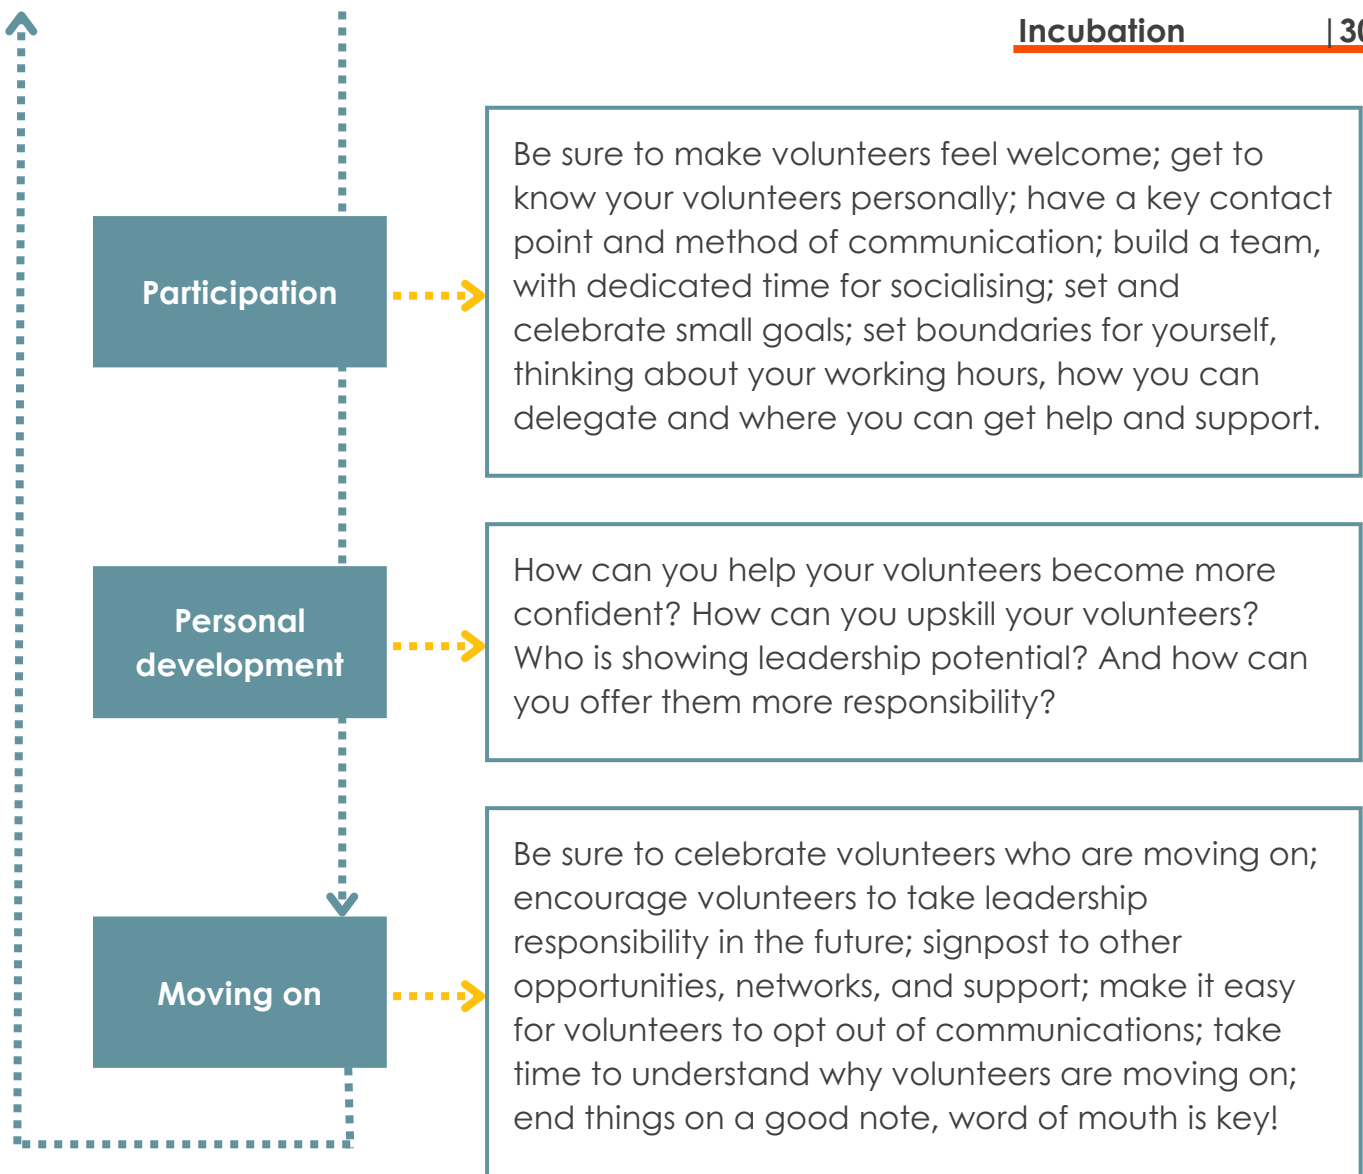 Incubation |30
Be sure to make volunteers feel welcome; get to
know your volunteers personally; have a key contact
point and method of communication; build a team,
with dedicated time for socialising; set and
celebrate small goals; set boundaries for yourself,
thinking about your working hours, how you can
delegate and where you can get help and support.
Participation
How can you help your volunteers become more
confident? How can you upskill your volunteers?
Who is showing leadership potential? And how can
you offer them more responsibility?
Personal
development
Be sure to celebrate volunteers who are moving on;
encourage volunteers to take leadership
responsibility in the future; signpost to other
opportunities, networks, and support; make it easy
for volunteers to opt out of communications; take
time to understand why volunteers are moving on;
end things on a good note, word of mouth is key!
Moving on